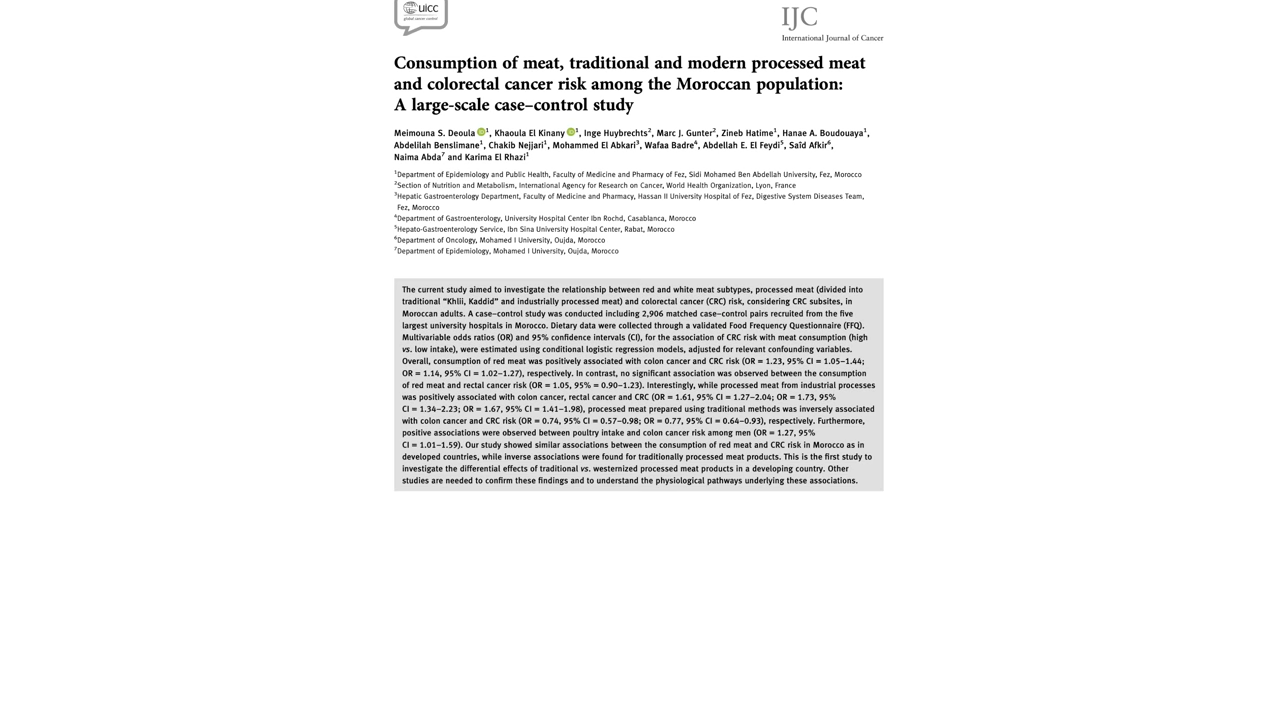 uicc
global cancer control
IJC
International Journal of Cancer
Consumption of meat, traditional and modern processed meat
and colorectal cancer risk among the Moroccan population:
A large-scale case–control study
Meimouna S. Deoula iD1, Khaoula El Kinany iD1, Inge Huybrechts2, Marc J. Gunter2, Zineb Hatime1, Hanae A. Boudouaya1,
Abdelilah Benslimane1, Chakib Nejjari1, Mohammed El Abkari3, Wafaa Badre4, Abdellah E. El Feydi5, Saïd Afkir6,
Naima Abda7 and Karima El Rhazi1
1Department of Epidemiology and Public Health, Faculty of Medicine and Pharmacy of Fez, Sidi Mohamed Ben Abdellah University, Fez, Morocco
2Section of Nutrition and Metabolism, International Agency for Research on Cancer, World Health Organization, Lyon, France
3Hepatic Gastroenterology Department, Faculty of Medicine and Pharmacy, Hassan II University Hospital of Fez, Digestive System Diseases Team,
Fez, Morocco
4Department of Gastroenterology, University Hospital Center Ibn Rochd, Casablanca, Morocco
5Hepato-Gastroenterology Service, Ibn Sina University Hospital Center, Rabat, Morocco
6Department of Oncology, Mohamed I University, Oujda, Morocco
7Department of Epidemiology, Mohamed I University, Oujda, Morocco
The current study aimed to investigate the relationship between red and white meat subtypes, processed meat (divided into
traditional “Khlii, Kaddid” and industrially processed meat) and colorectal cancer (CRC) risk, considering CRC subsites, in
Moroccan adults. A case–control study was conducted including 2,906 matched case–control pairs recruited from the five
largest university hospitals in Morocco. Dietary data were collected through a validated Food Frequency Questionnaire (FFQ).
Multivariable odds ratios (OR) and 95% confidence intervals (CI), for the association of CRC risk with meat consumption (high
vs. low intake), were estimated using conditional logistic regression models, adjusted for relevant confounding variables.
Overall, consumption of red meat was positively associated with colon cancer and CRC risk (OR = 1.23, 95% CI = 1.05–1.44;
OR = 1.14, 95% CI = 1.02–1.27), respectively. In contrast, no significant association was observed between the consumption
of red meat and rectal cancer risk (OR = 1.05, 95% = 0.90–1.23). Interestingly, while processed meat from industrial processes
was positively associated with colon cancer, rectal cancer and CRC (OR = 1.61, 95% CI = 1.27–2.04; OR = 1.73, 95%
CI = 1.34–2.23; OR = 1.67, 95% CI = 1.41–1.98), processed meat prepared using traditional methods was inversely associated
with colon cancer and CRC risk (OR = 0.74, 95% CI = 0.57–0.98; OR = 0.77, 95% CI = 0.64–0.93), respectively. Furthermore,
positive associations were observed between poultry intake and colon cancer risk among men (OR = 1.27, 95%
CI = 1.01–1.59). Our study showed similar associations between the consumption of red meat and CRC risk in Morocco as in
developed countries, while inverse associations were found for traditionally processed meat products. This is the first study to
investigate the differential effects of traditional vs. westernized processed meat products in a developing country. Other
studies are needed to confirm these findings and to understand the physiological pathways underlying these associations.